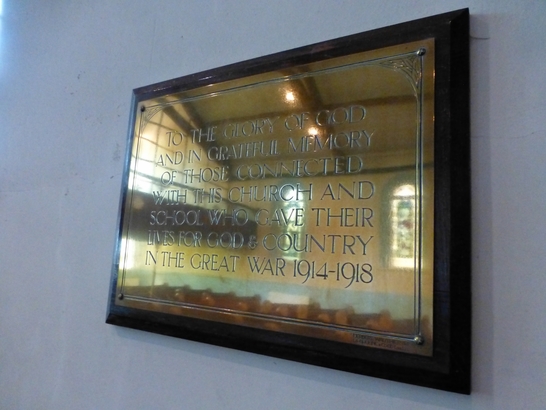 TO THE GLORY OF GOD
AND IN GRATEFUL MEMORY
OF THOSE CONNECTED
WITH THIS CHURCH AND
SCHOOL WHO GAVE THEIR
LIVES FOR GOD & COUNTRY
IN THE GREAT WAR 1914-1918